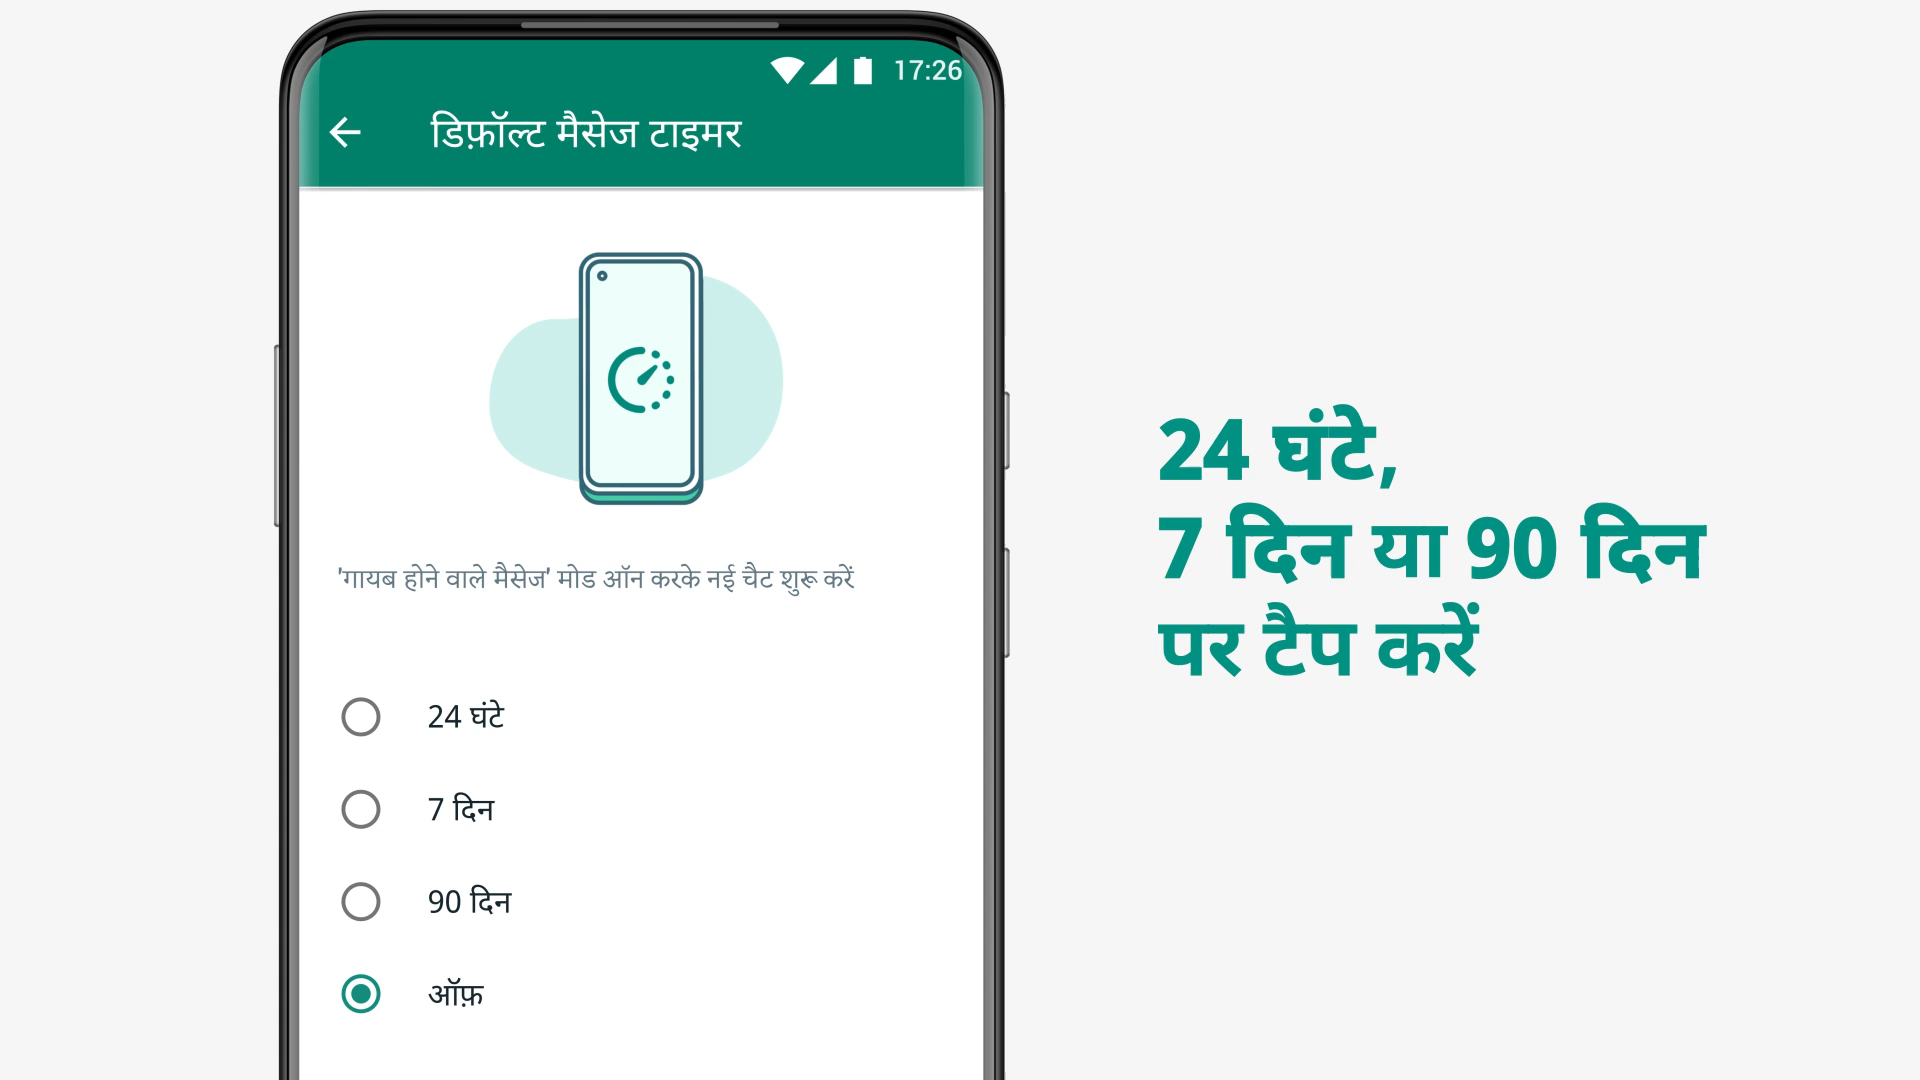 17:26
डिफ़ॉल्ट मैसेज टाइमर
'गायब होने वाले मैसेज' मोड ऑन करके नई चैट शुरू करें
24 घंटे
7 दिन
90 दिन
ऑफ़
24 घंटे,
7 दिन या 90 दिन
पर टैप करें